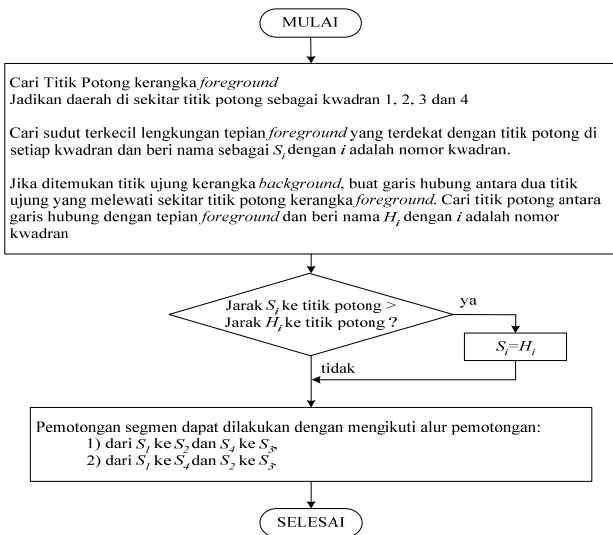 MULAI
Cari Titik Potong kerangka foreground
Jadikan daerah di sekitar titik potong sebagai kwadran 1, 2, 3 dan 4
Cari sudut terkecil lengkungan tepian foreground yang terdekat dengan titik potong di
setiap kwadran dan beri nama sebagai Si dengan i adalah nomor kwadran.
Jika ditemukan titik ujung kerangka background, buat garis hubung antara dua titik
ujung yang melewati sekitar titik potong kerangka foreground. Cari titik potong antara
garis hubung dengan tepian foreground dan beri nama Hi dengan i adalah nomor
kwadran
Jarak Si ke titik potong >
Jarak Hi ke titik potong ?
ya
Si=Hi
tidak
Pemotongan segmen dapat dilakukan dengan mengikuti alur pemotongan:
1) dari S1 ke S2 dan S4 ke S3.
2) dari S1 ke S4 dan S2 ke S3.
SELESAI